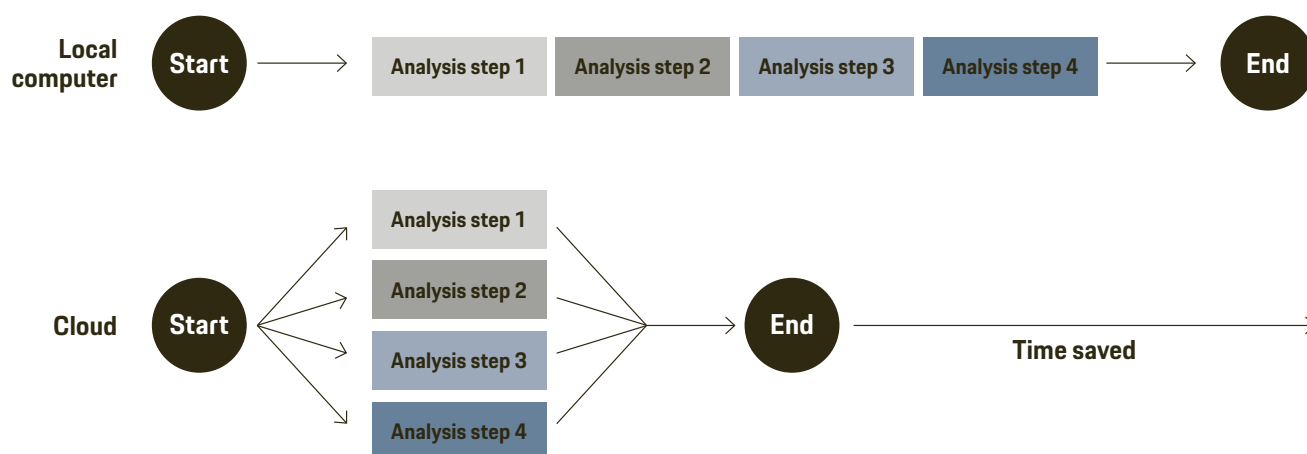 Local
computer
Start
Analysis step 1
Analysis step 2
Analysis step 3
Analysis step 4
End
Cloud
Start
Analysis step 1
Analysis step 2
Analysis step 3
Analysis step 4
End
Time saved